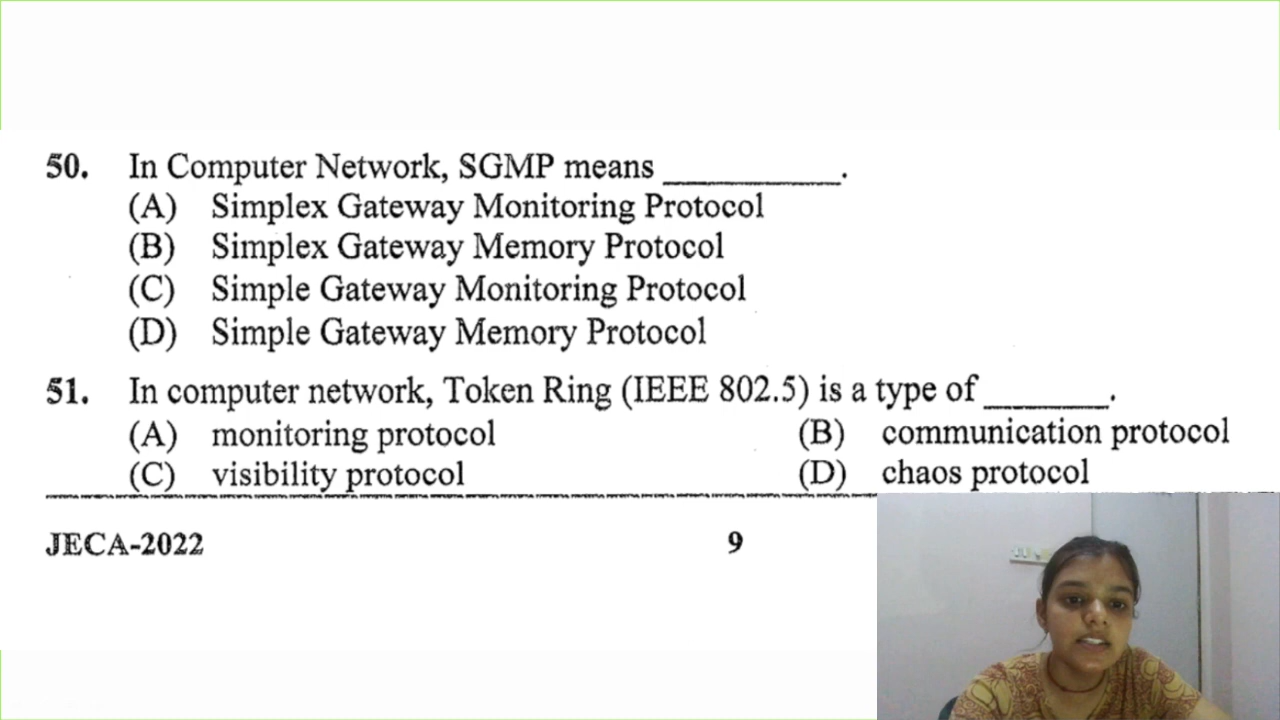 50. In Computer Network, SGMP means __________.
(A) Simplex Gateway Monitoring Protocol
(B) Simplex Gateway Memory Protocol
(C) Simple Gateway Monitoring Protocol
(D) Simple Gateway Memory Protocol
51. In computer network, Token Ring (IEEE 802.5) is a type of _______.
(A) monitoring protocol (B) communication protocol
(C) visibility protocol (D) chaos protocol
JECA-2022 9